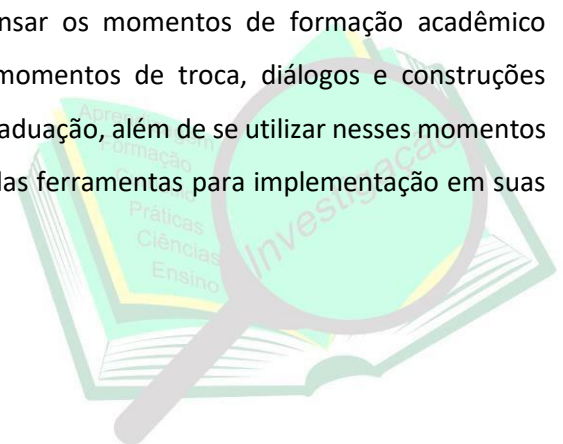 nsar os momentos de formação acadêmico
momentos de troca, diálogos e construções
aduação, além de se utilizar nesses momentos
las ferramentas para implementação em suas
Formação
Práticas
Ciências
Ensino
Investigação